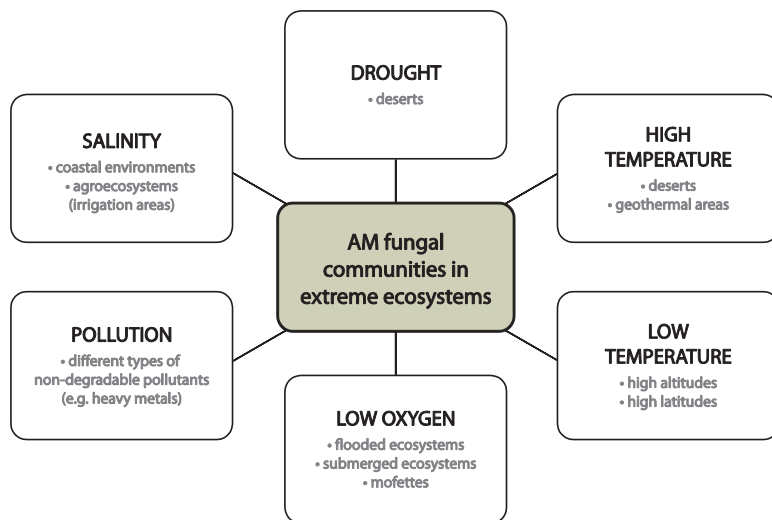 DROUGHT
• deserts
SALINITY
• coastal environments
• agroecosystems
(irrigation areas)
HIGH
TEMPERATURE
• deserts
• geothermal areas
AM fungal
communities in
extreme ecosystems
POLLUTION
• different types of
non-degradable pollutants
(e.g. heavy metals)
LOW
TEMPERATURE
• high altitudes
• high latitudes
LOW OXYGEN
• flooded ecosystems
• submerged ecosystems
• mofettes